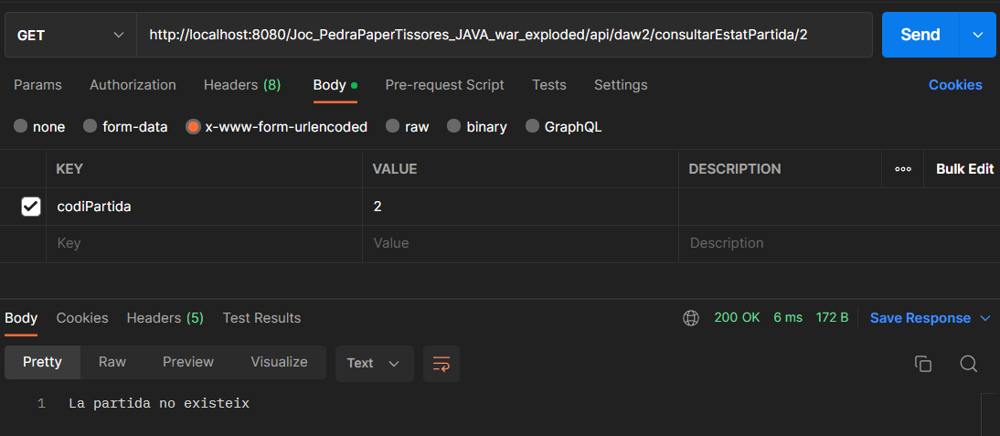 GET http://localhost:8080/Joc_PedraPaperTissores_JAVA_war_exploded/api/daw2/consultarEstatPartida/2 Send
Params Authorization Headers (8) Body Pre-request Script Tests Settings Cookies
none form-data x-www-form-urlencoded raw binary GraphQL
KEY VALUE DESCRIPTION ooo Bulk Edit
codiPartida 2
Key Value Description
Body Cookies Headers (5) Test Results 200 OK 6 ms 172 B Save Response
Pretty Raw Preview Visualize Text
1 La partida no existeix